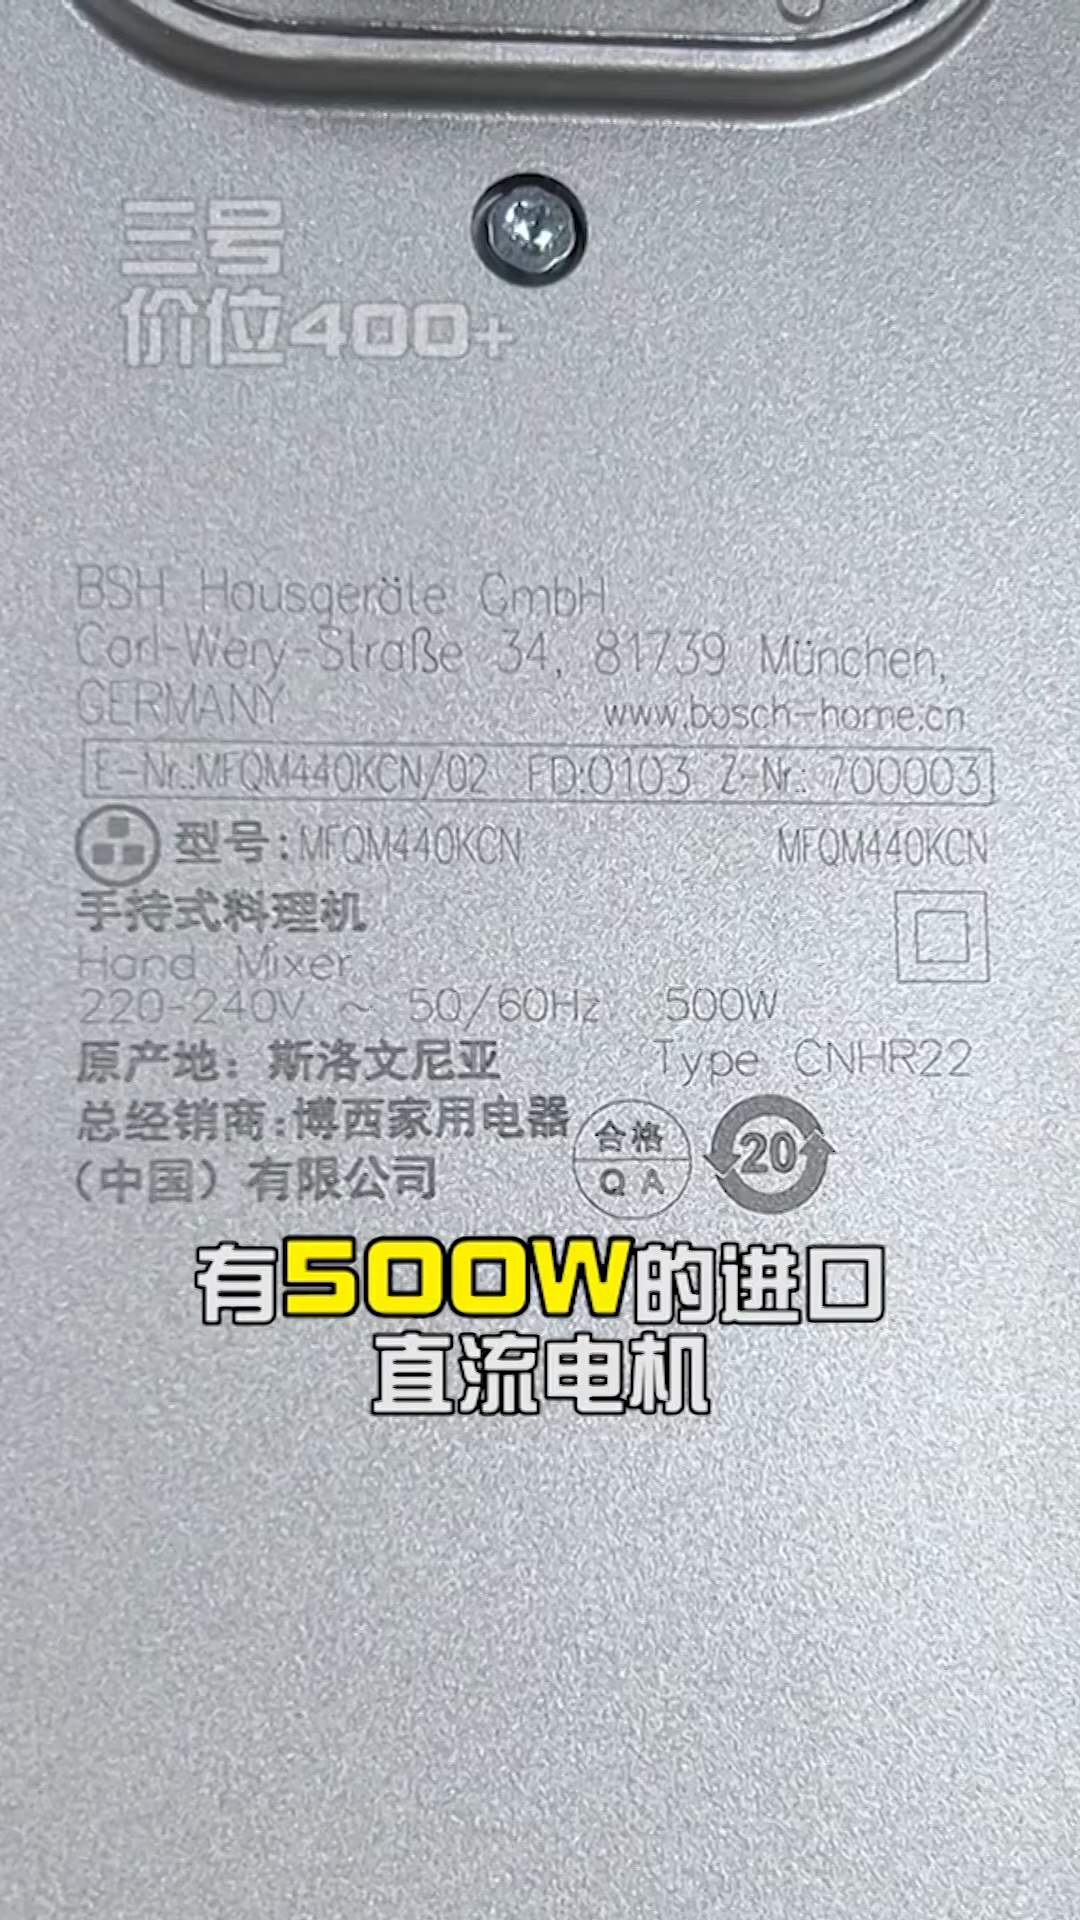 三号
价位400+
BSH Hausgeräte GmbH,
Carl-Wery-Straße 34, 81739 München,
GERMANY www.bosch-home.cn
E-Nr.:MFQM440KCN/02 FD:0103 Z-Nr.: 700003
型号:MFQM440KCN MFQM440KCN
手持式料理机
Hand Mixer
220-240V ~ 50/60Hz 500W
原产地：斯洛文尼亚 Type CNHR22
总经销商:博西家用电器
（中国）有限公司
合格
QA
20
有500W的进口
直流电机